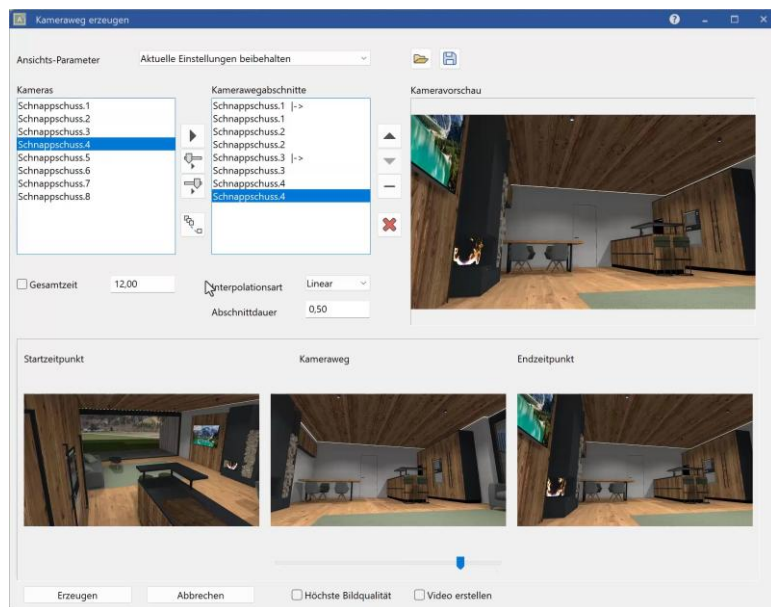 Kameraweg erzeugen
Ansichts-Parameter
Aktuelle Einstellungen beibehalten
Kameras
Kamerawegabschnitte
Kameravorschau
Schnappschuss.1
Schnappschuss.2
Schnappschuss.3
Schnappschuss.4
Schnappschuss.5
Schnappschuss.6
Schnappschuss.7
Schnappschuss.8
Schnappschuss.1 |->
Schnappschuss.1
Schnappschuss.2
Schnappschuss.2
Schnappschuss.3 |->
Schnappschuss.3
Schnappschuss.4
Schnappschuss.4
Gesamtzeit
12,00
Interpolationsart
Linear
Abschnittdauer
0,50
Startzeitpunkt
Kameraweg
Endzeitpunkt
Erzeugen
Abbrechen
Höchste Bildqualität
Video erstellen